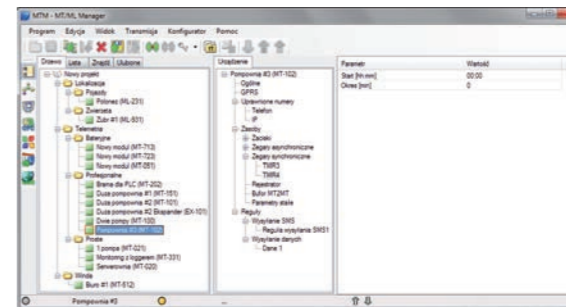 MTM - MT/ML Manager
Program Edycja Widok Transmisja Konfigurator Pomoc
Drzewo Lista Ulubione
Nowy projekt
Lokalizacja
Pojazdy
Polonez (ML-231)
Zwierzeta
Żubr #1 (ML-931)
Telemetria
Bateryjne
Nowy moduł (MT-713)
Nowy moduł (MT-723)
Nowy moduł (MT-051)
Profesjonalne
Brama dla PLC (MT-202)
Duża pompownia #1 (MT-151)
Duża pompownia #2 (MT-101)
Duża pompownia #2 Ekspander (EX-101)
Dwie pompy (MT-100)
Pompownia #3 (MT-102)
Proste
1 pompa (MT-021)
Monitoring z loggerem (MT-331)
Serwerownia (MT-020)
Winda
Biuro #1 (MT-512)
Urządzenie
Pompownia #3 (MT-102)
Ogólne
GPRS
Uprawnione numery
Telefon
IP
Zasoby
Zaciski
Zegary asynchroniczne
Zegary synchroniczne
TMR3
TMR4
Rejestrator
Bufor MT2MT
Parametry stałe
Reguły
Wysyłanie SMS
Reguła wysyłania SMS1
Wysyłanie danych
Dane 1
Parametr Wartość
Start [hh:mm] 00:00
Okres [min] 0
Pompownia #3 --